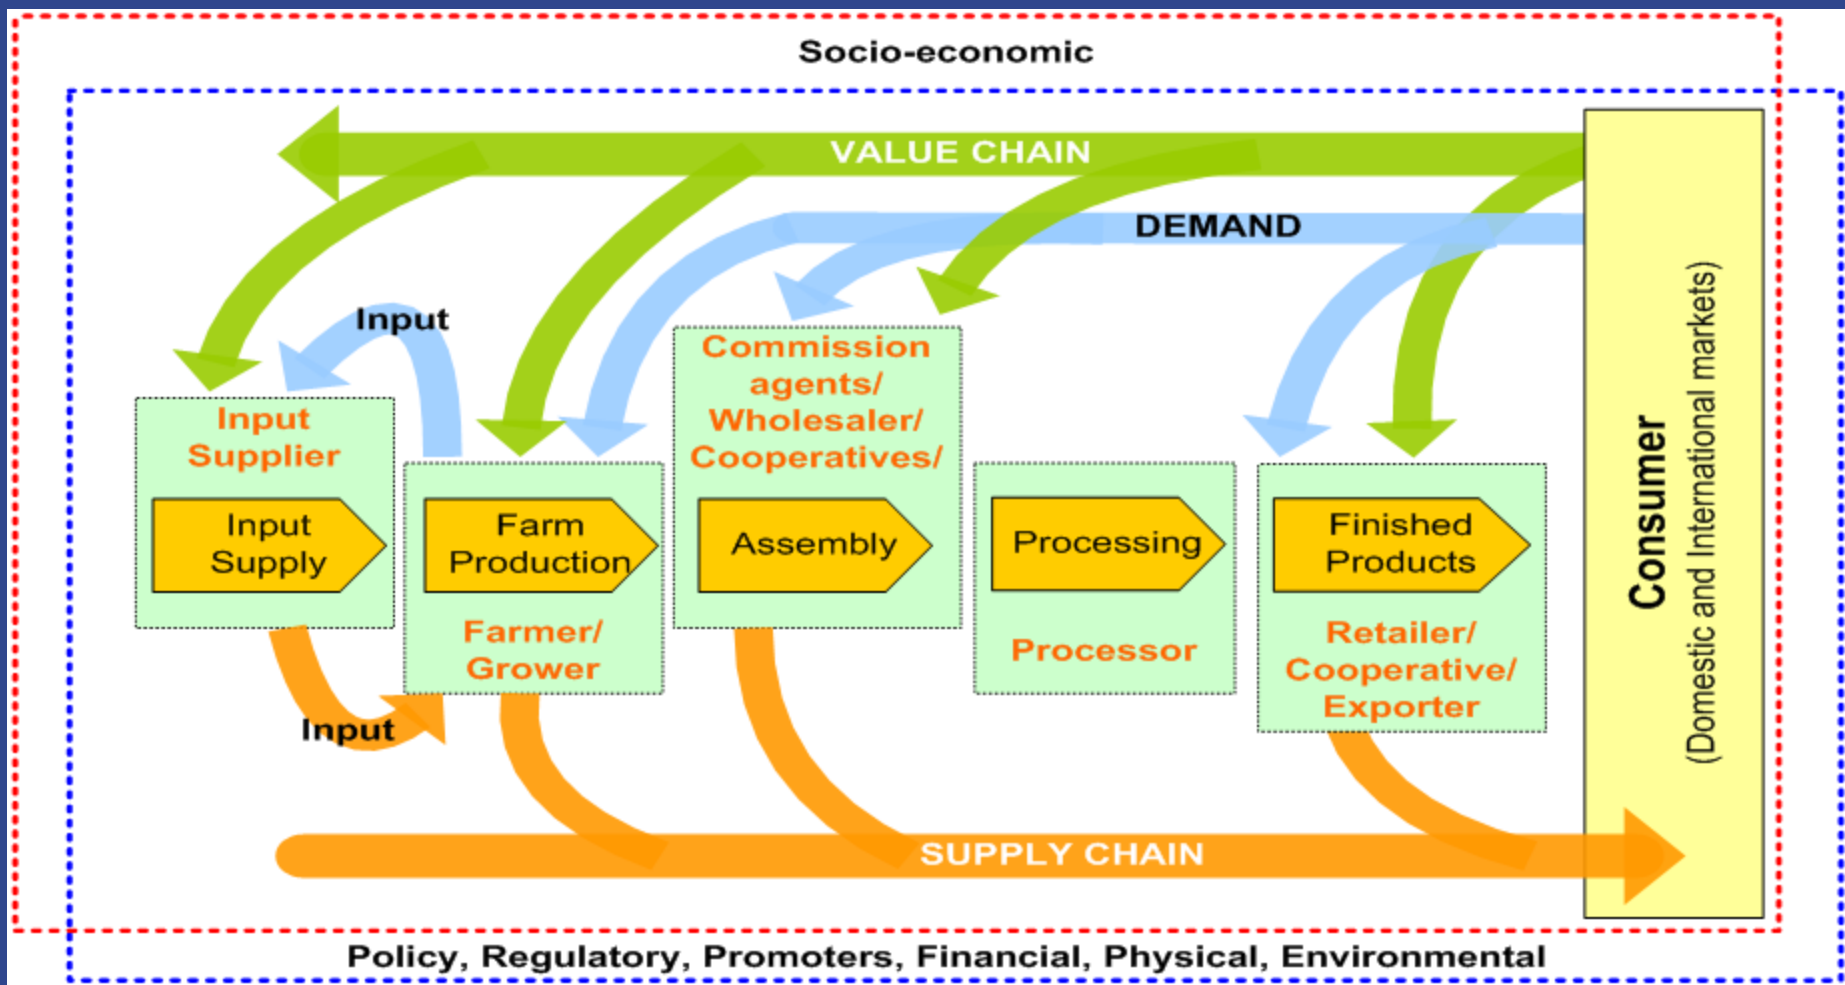 Socio-economic
VALUE CHAIN
DEMAND
Input
Input
Supplier
Input
Supply
Farm
Production
Farmer/
Grower
Commission
agents/
Wholesaler/
Cooperatives/
Assembly
Processing
Processor
Finished
Products
Retailer/
Cooperative/
Exporter
Consumer
(Domestic and International markets)
Input
SUPPLY CHAIN
Policy, Regulatory, Promoters, Financial, Physical, Environmental